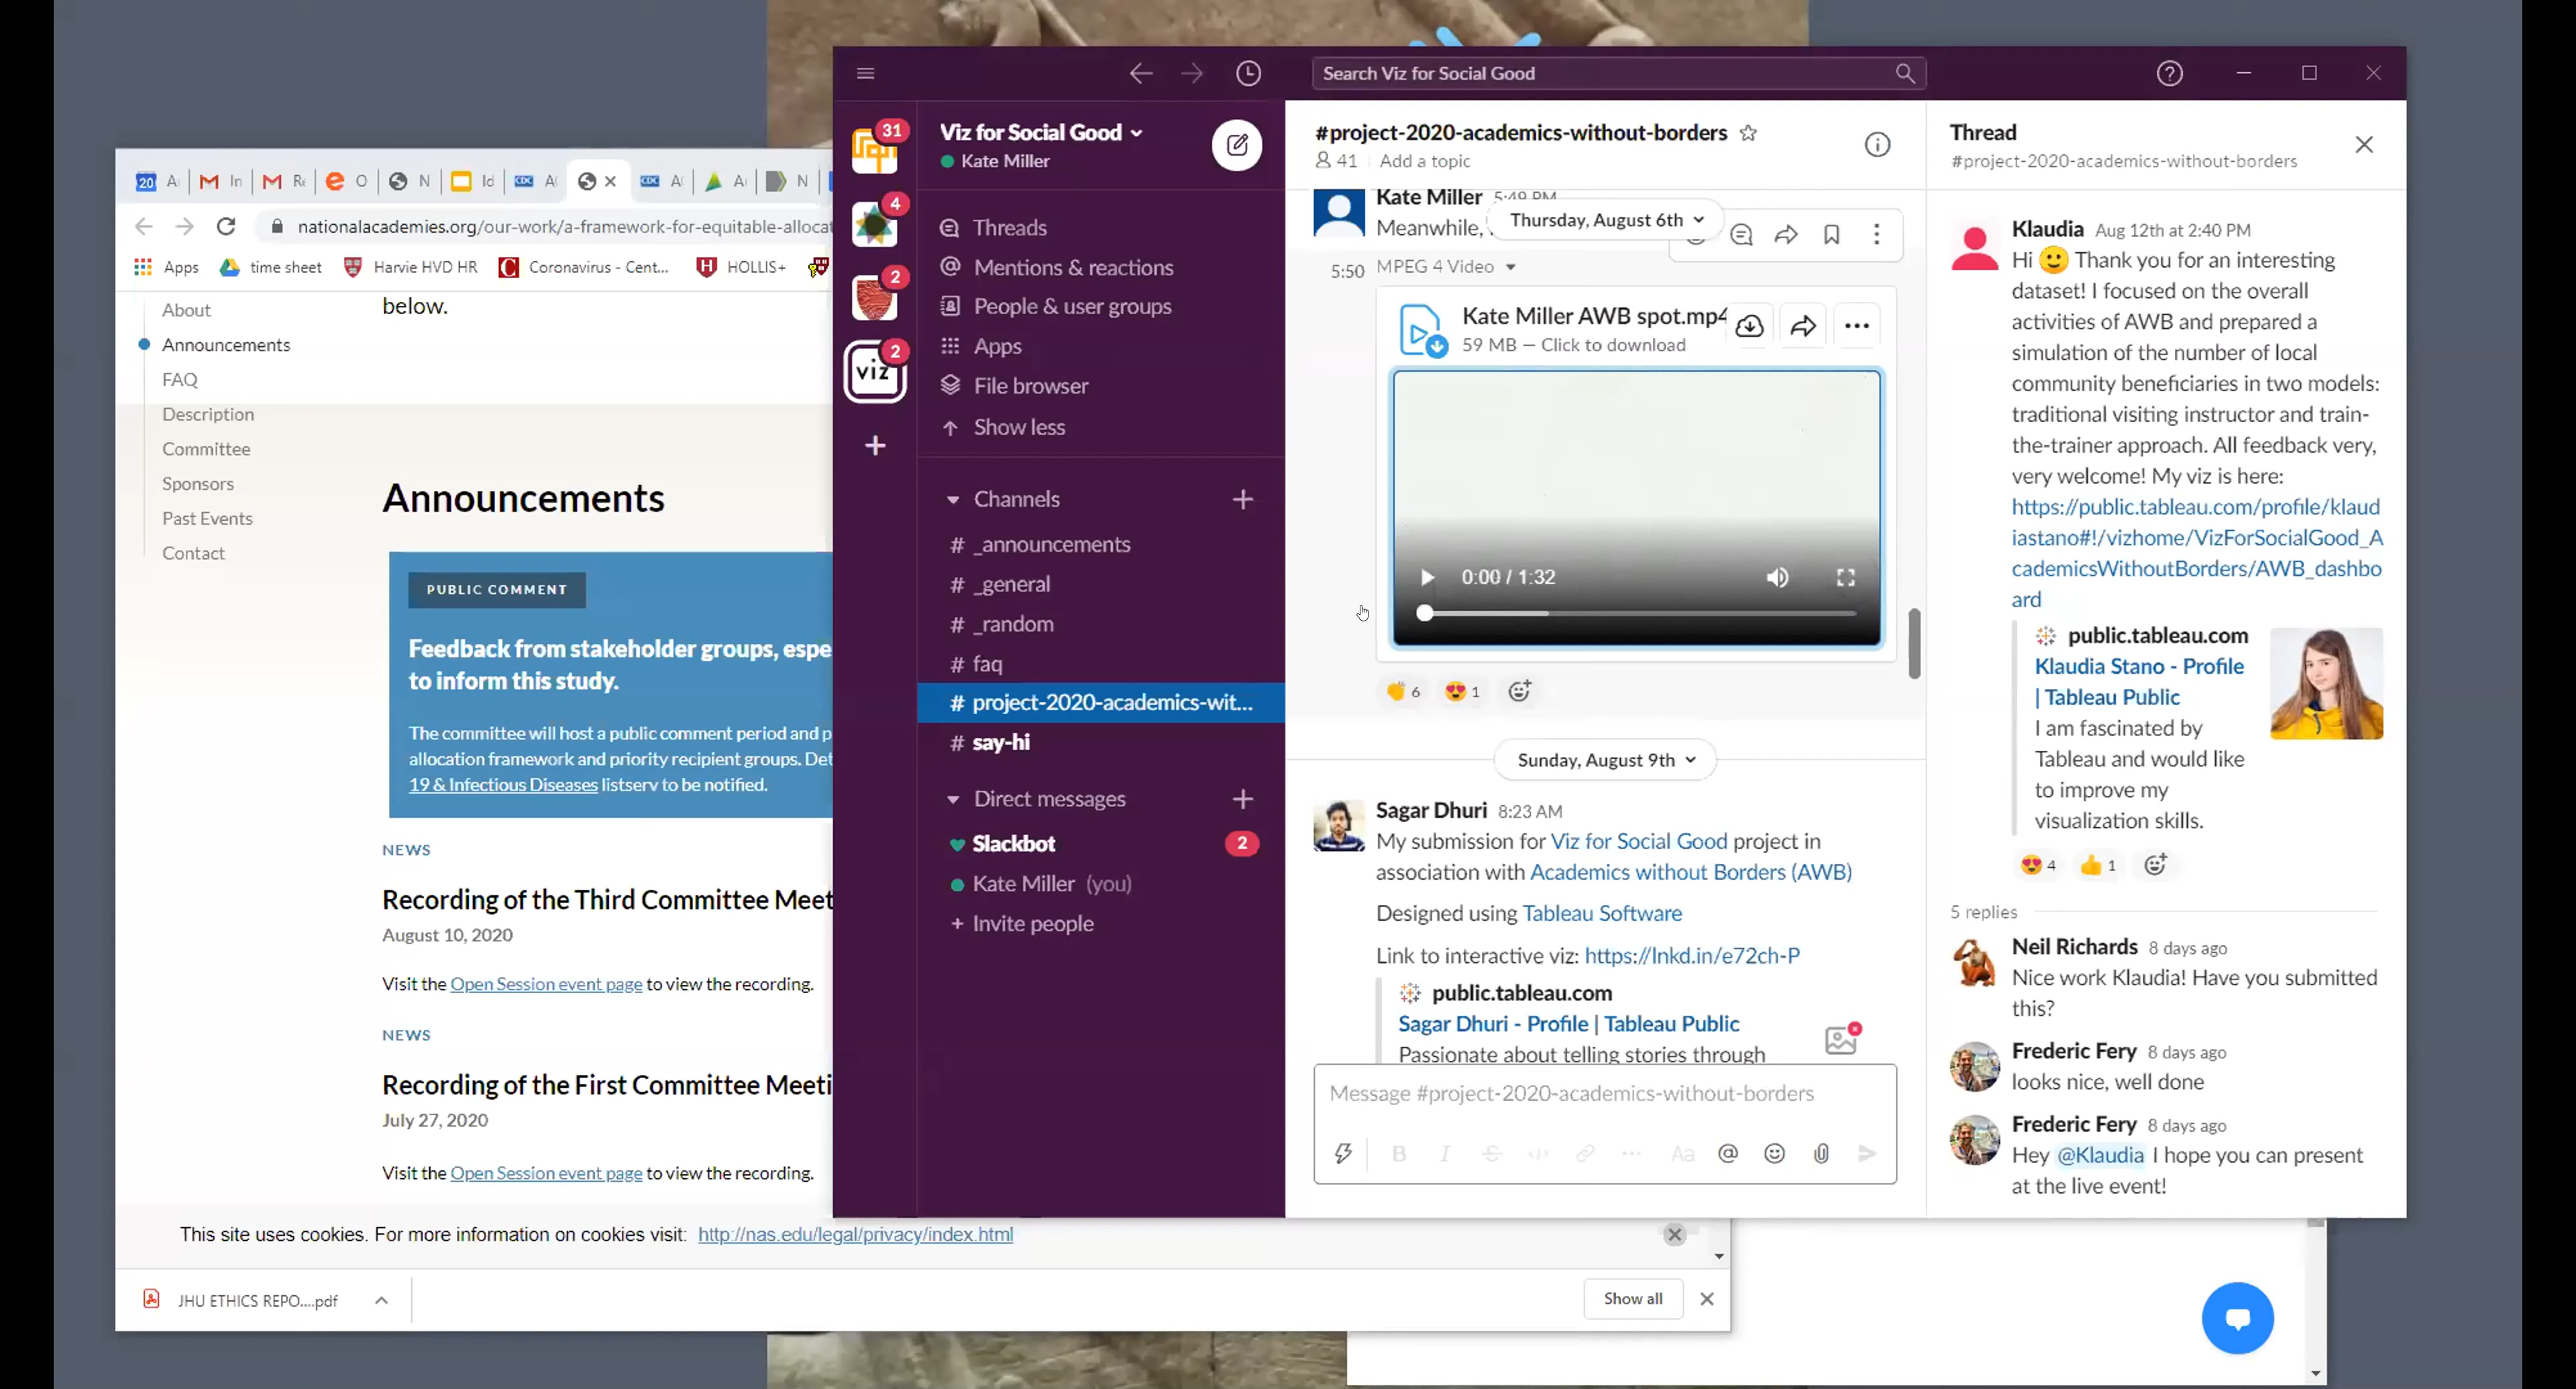 20 A
In
Re
O
N
Id
CDC A
CDC A
A
N
nationalacademies.org/our-work/a-framework-for-equitable-allocat
Apps
time sheet
Harvie HVD HR
Coronavirus - Cent...
HOLLIS+
About
Announcements
FAQ
Description
Committee
Sponsors
Past Events
Contact
below.
Announcements
PUBLIC COMMENT
Feedback from stakeholder groups, espe
to inform this study.
The committee will host a public comment period and p
allocation framework and priority recipient groups. Det
19 & Infectious Diseases listserv to be notified.
NEWS
Recording of the Third Committee Meet
August 10, 2020
Visit the Open Session event page to view the recording.
NEWS
Recording of the First Committee Meeti
July 27, 2020
Visit the Open Session event page to view the recording.
This site uses cookies. For more information on cookies visit: http://nas.edu/legal/privacy/index.html
JHU ETHICS REPO....pdf
Show all
Search Viz for Social Good
31
4
2
2
viz
Viz for Social Good
Kate Miller
Threads
Mentions & reactions
People & user groups
Apps
File browser
Show less
Channels
# _announcements
# _general
# _random
# faq
# project-2020-academics-wit...
# say-hi
Direct messages
Slackbot 2
Kate Miller (you)
+ Invite people
#project-2020-academics-without-borders
41 | Add a topic
Kate Miller 5:49 PM
Meanwhile,
Thursday, August 6th
5:50 MPEG 4 Video
Kate Miller AWB spot.mp4
59 MB — Click to download
0:00 / 1:32
6 1
Sunday, August 9th
Sagar Dhuri 8:23 AM
My submission for Viz for Social Good project in
association with Academics without Borders (AWB)
Designed using Tableau Software
Link to interactive viz: https://lnkd.in/e72ch-P
public.tableau.com
Sagar Dhuri - Profile | Tableau Public
Passionate about telling stories through
Message #project-2020-academics-without-borders
B I S </> ... Aa @
Thread
#project-2020-academics-without-borders
Klaudia Aug 12th at 2:40 PM
Hi Thank you for an interesting
dataset! I focused on the overall
activities of AWB and prepared a
simulation of the number of local
community beneficiaries in two models:
traditional visiting instructor and train-
the-trainer approach. All feedback very,
very welcome! My viz is here:
https://public.tableau.com/profile/klaud
iastano#!/vizhome/VizForSocialGood_A
cademicsWithoutBorders/AWB_dashbo
ard
public.tableau.com
Klaudia Stano - Profile
| Tableau Public
I am fascinated by
Tableau and would like
to improve my
visualization skills.
4 1
5 replies
Neil Richards 8 days ago
Nice work Klaudia! Have you submitted
this?
Frederic Fery 8 days ago
looks nice, well done
Frederic Fery 8 days ago
Hey @Klaudia I hope you can present
at the live event!